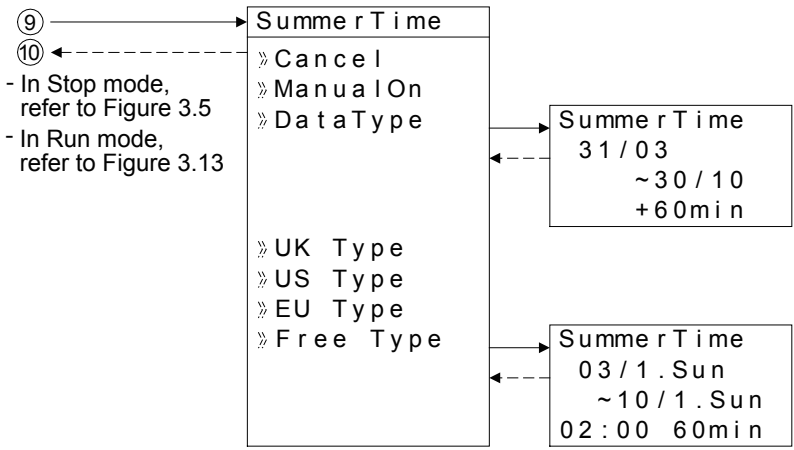 ⑨
⑩
- In Stop mode,
refer to Figure 3.5
- In Run mode,
refer to Figure 3.13
SummerTime
»Cancel
»ManualOn
»DataType
»UK Type
»US Type
»EU Type
»Free Type
SummerTime
31/03
~30/10
+60min
SummerTime
03/1.Sun
~10/1.Sun
02:00 60min